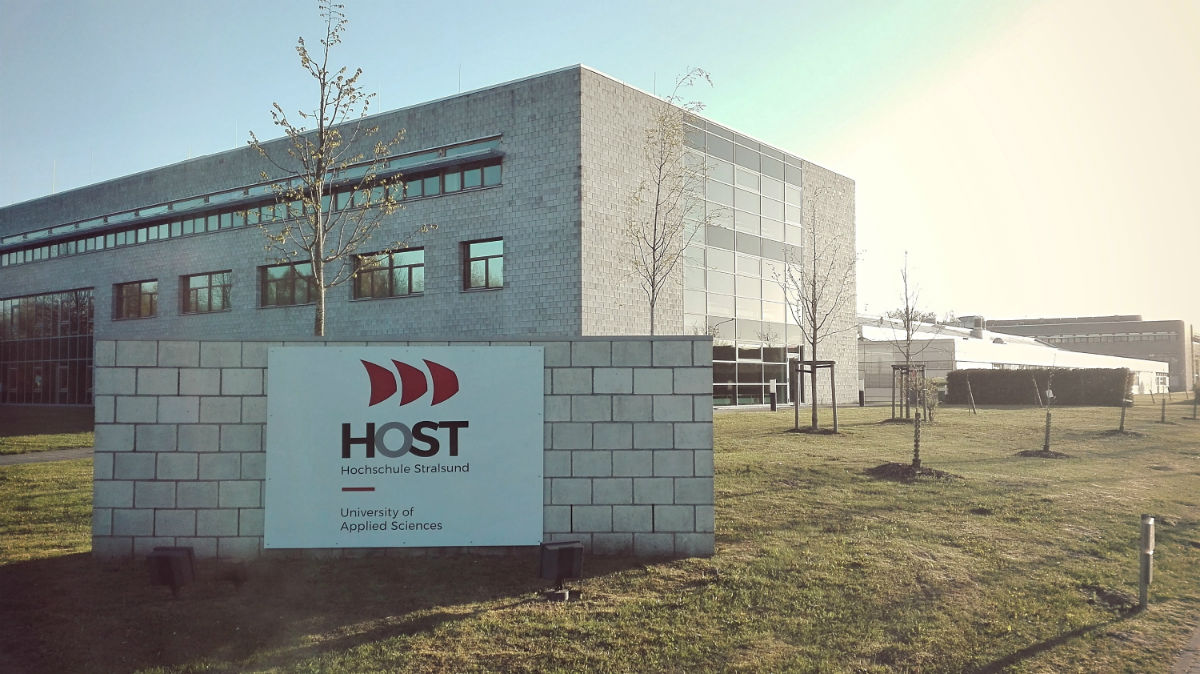 HOST
Hochschule Stralsund
University of
Applied Sciences